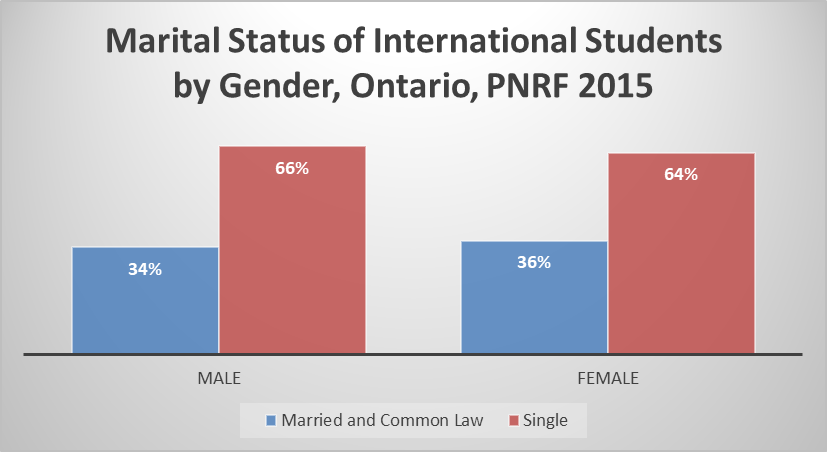 Marital Status of International Students
by Gender, Ontario, PNRF 2015
66%
64%
34%
36%
MALE
FEMALE
Married and Common Law
Single